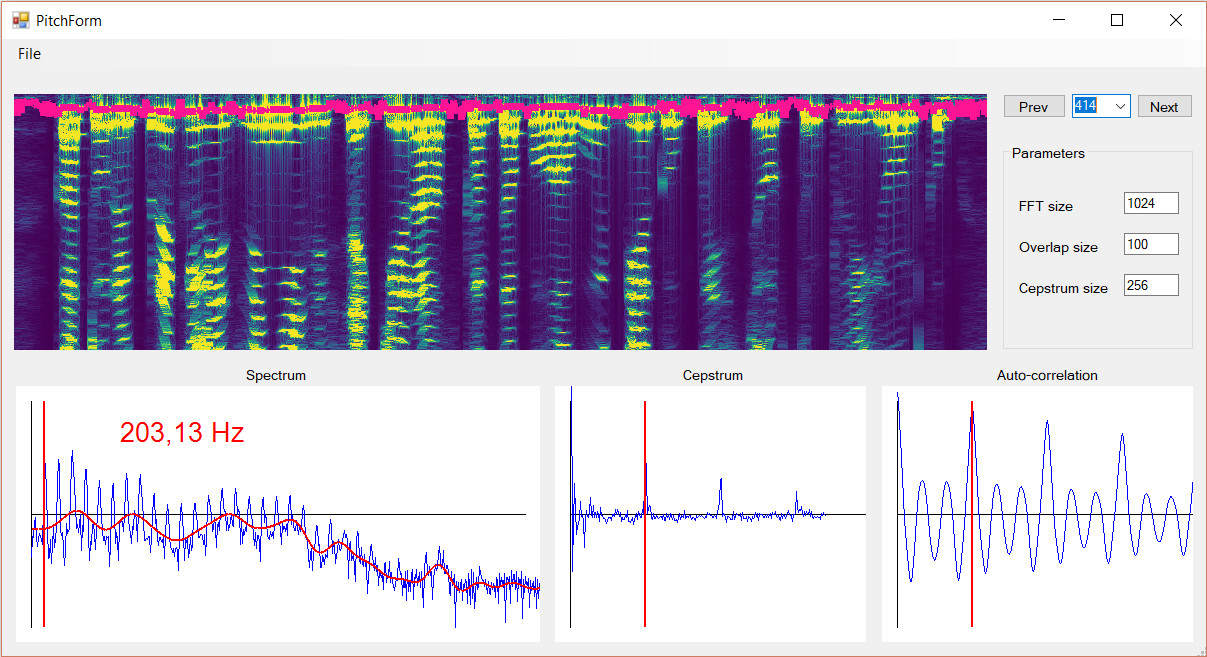 PitchForm
File
Prev 414 Next
Parameters
FFT size 1024
Overlap size 100
Cepstrum size 256
Spectrum Cepstrum Auto-correlation
203,13 Hz